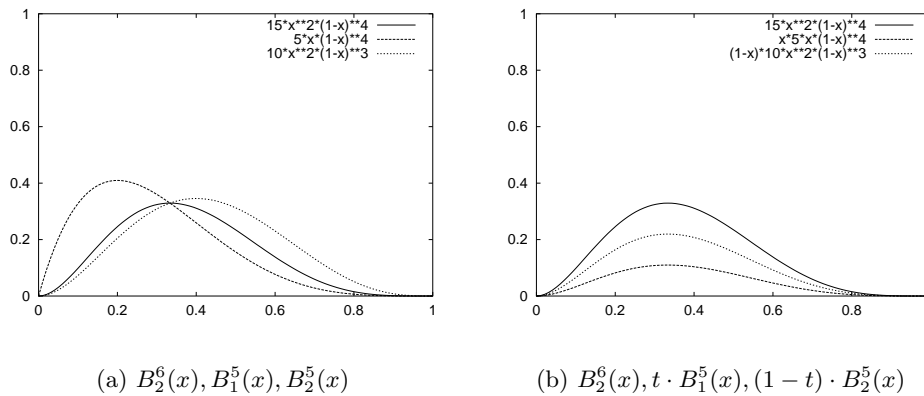 1
0.8
0.6
0.4
0.2
0
0 0.2 0.4 0.6 0.8 1
15*x**2*(1-x)**4
5*x*(1-x)**4
10*x**2*(1-x)**3
(a) $B_2^6(x), B_1^5(x), B_2^5(x)$
1
0.8
0.6
0.4
0.2
0
0 0.2 0.4 0.6 0.8
15*x**2*(1-x)**4
x*5*x*(1-x)**4
(1-x)*10*x**2*(1-x)**3
(b) $B_2^6(x), t \cdot B_1^5(x), (1-t) \cdot B_2^5(x)$